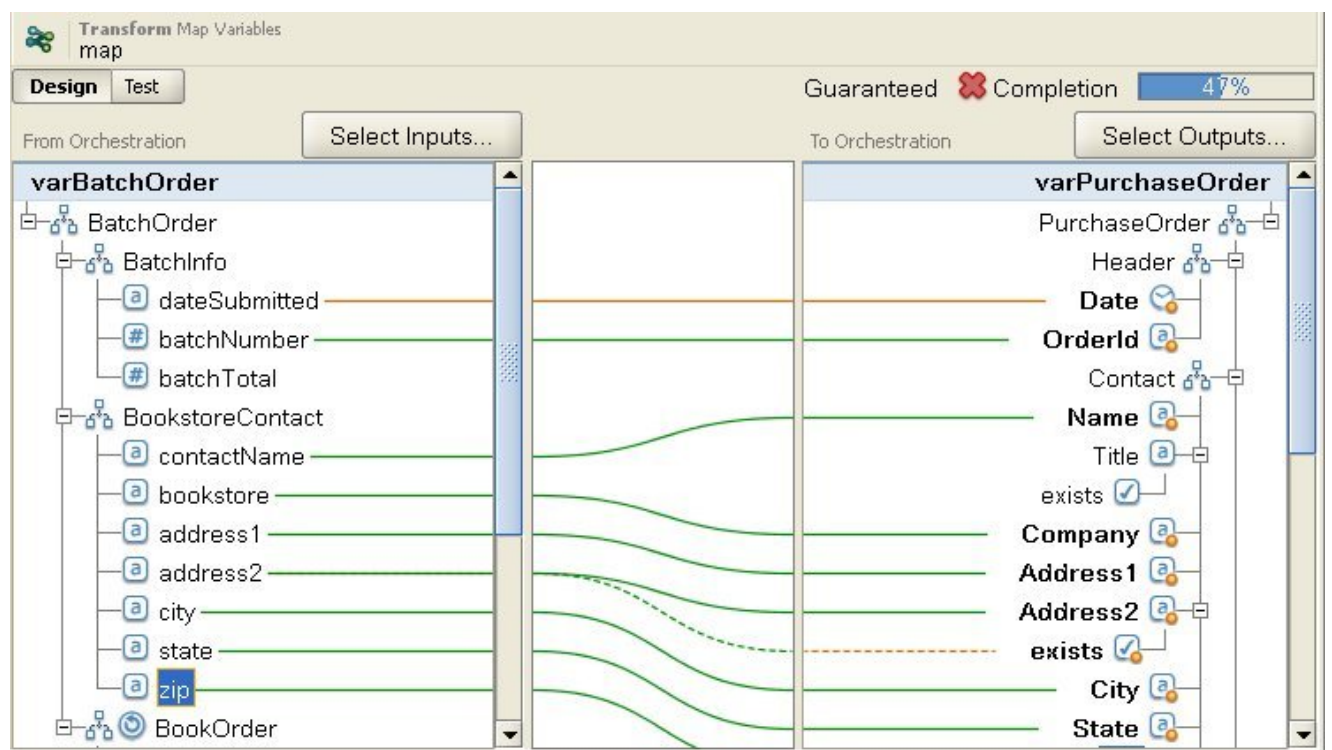 Transform Map Variables
map
Design Test
Guaranteed Completion 47%
From Orchestration Select Inputs...
To Orchestration Select Outputs...
varBatchOrder
varPurchaseOrder
BatchOrder
PurchaseOrder
BatchInfo
Header
a dateSubmitted
Date
# batchNumber
OrderId a
# batchTotal
Contact
BookstoreContact
Name a
a contactName
Title a
a bookstore
exists
a address1
Company a
a address2
Address1 a
a city
Address2 a
a state
exists
a zip
City a
BookOrder
State a